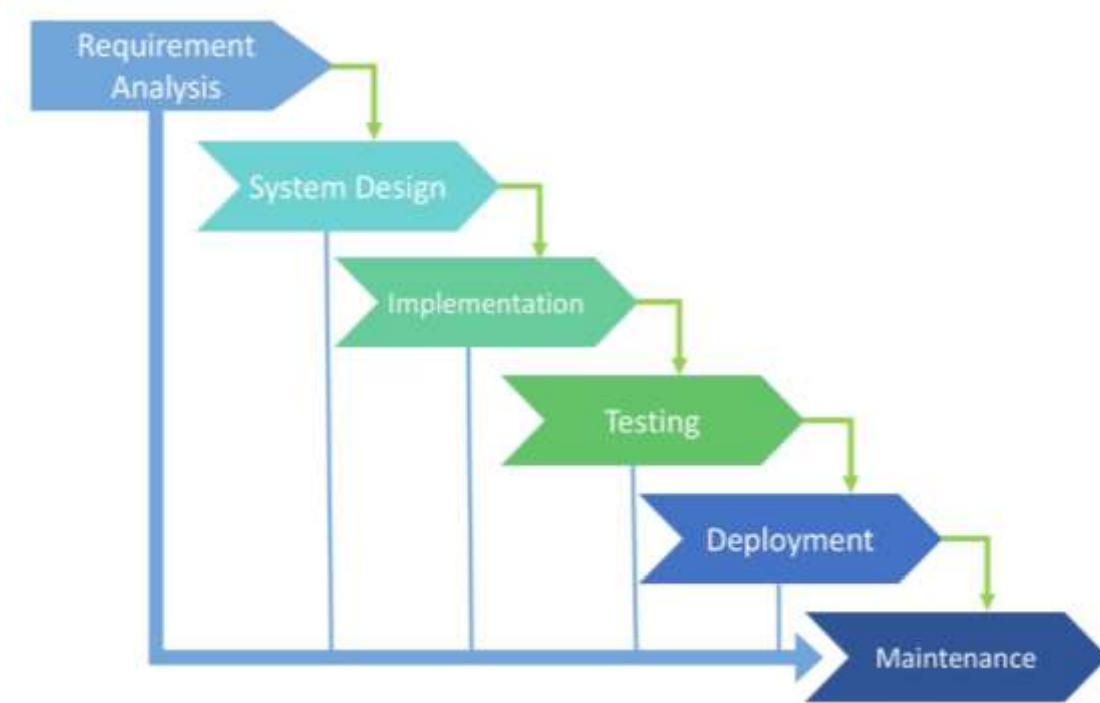 Requirement
Analysis
System Design
Implementation
Testing
Deployment
Maintenance